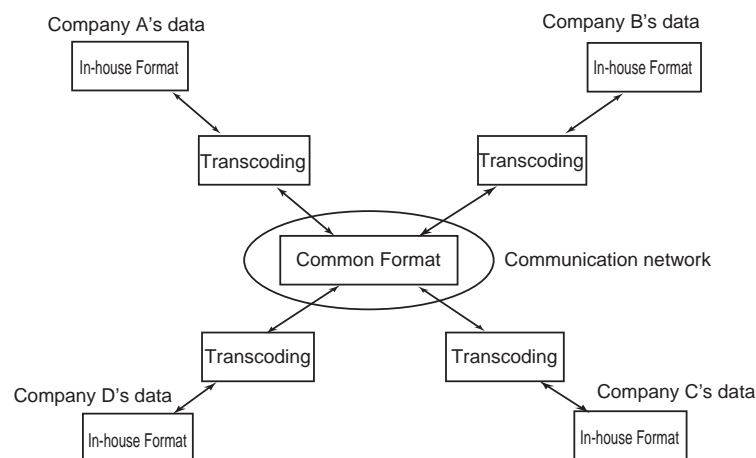 Company A's data
Company B's data
In-house Format
In-house Format
Transcoding
Transcoding
Common Format
Communication network
Transcoding
Transcoding
Company D's data
Company C's data
In-house Format
In-house Format